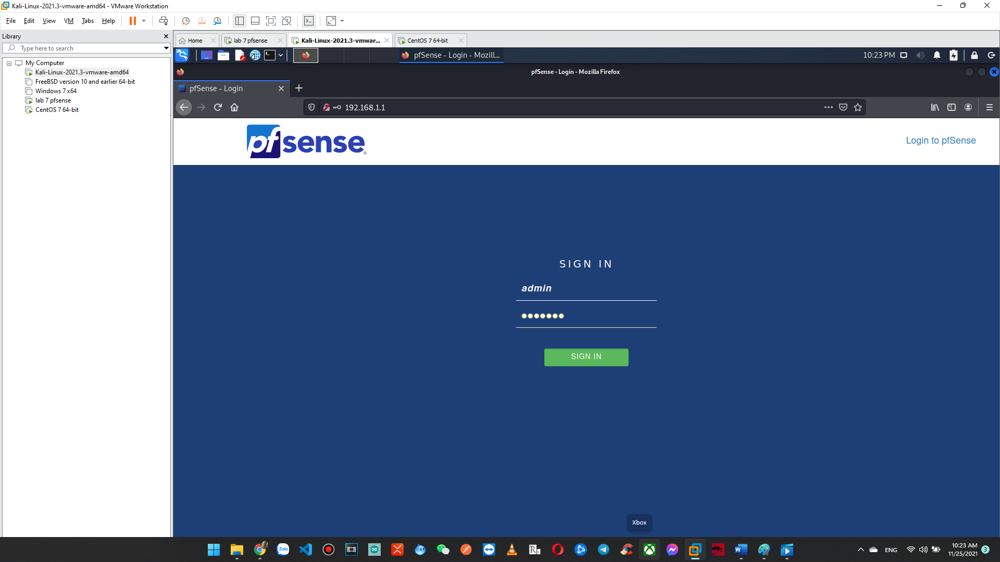 Kali-Linux-2021.3-vmware-amd64 - VMware Workstation
File Edit View VM Tabs Help
Library
Type here to search
My Computer
Kali-Linux-2021.3-vmware-amd64
FreeBSD version 10 and earlier 64-bit
Windows 7 x64
lab 7 pfsense
CentOS 7 64-bit
Home lab 7 pfsense Kali-Linux-2021.3-vmwar... CentOS 7 64-bit
pfSense - Login - Mozill... 10:23 PM
pfSense - Login - Mozilla Firefox
pfSense - Login
192.168.1.1
pfsense
Login to pfSense
SIGN IN
admin
SIGN IN
Xbox
Zalo
ENG
10:23 AM
11/25/2021
3